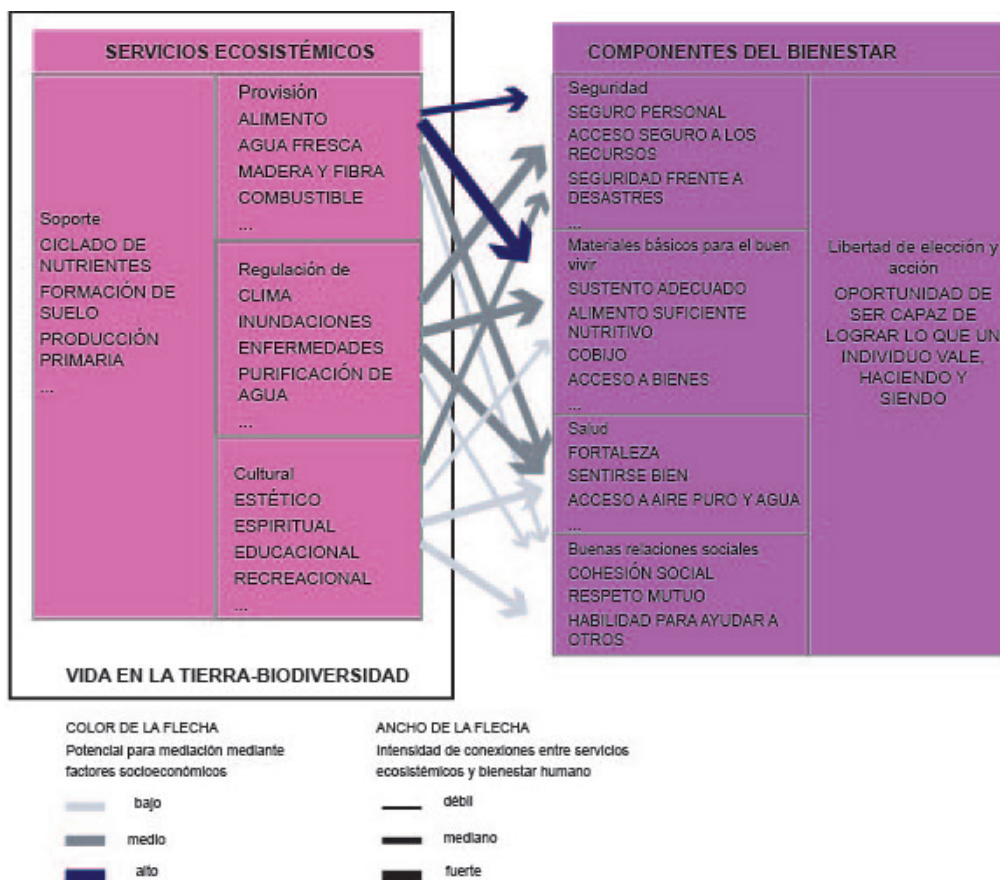 SERVICIOS ECOSISTÉMICOS
Soporte
CICLADO DE
NUTRIENTES
FORMACIÓN DE
SUELO
PRODUCCIÓN
PRIMARIA
...
Provisión
ALIMENTO
AGUA FRESCA
MADERA Y FIBRA
COMBUSTIBLE
...
Regulación de
CLIMA
INUNDACIONES
ENFERMEDADES
PURIFICACIÓN DE
AGUA
...
Cultural
ESTÉTICO
ESPIRITUAL
EDUCACIONAL
RECREACIONAL
...
VIDA EN LA TIERRA-BIODIVERSIDAD
COMPONENTES DEL BIENESTAR
Seguridad
SEGURO PERSONAL
ACCESO SEGURO A LOS
RECURSOS
SEGURIDAD FRENTE A
DESASTRES
...
Materiales básicos para el buen
vivir
SUSTENTO ADECUADO
ALIMENTO SUFICIENTE
NUTRITIVO
COBIJO
ACCESO A BIENES
...
Salud
FORTALEZA
SENTIRSE BIEN
ACCESO A AIRE PURO Y AGUA
...
Buenas relaciones sociales
COHESIÓN SOCIAL
RESPETO MUTUO
HABILIDAD PARA AYUDAR A
OTROS
Libertad de elección y
acción
OPORTUNIDAD DE
SER CAPAZ DE
LOGRAR LO QUE UN
INDIVIDUO VALE,
HACIENDO Y
SIENDO
COLOR DE LA FLECHA
Potencial para mediación mediante
factores socioeconómicos
bajo
medio
alto
ANCHO DE LA FLECHA
Intensidad de conexiones entre servicios
ecosistémicos y bienestar humano
débil
mediano
fuerte